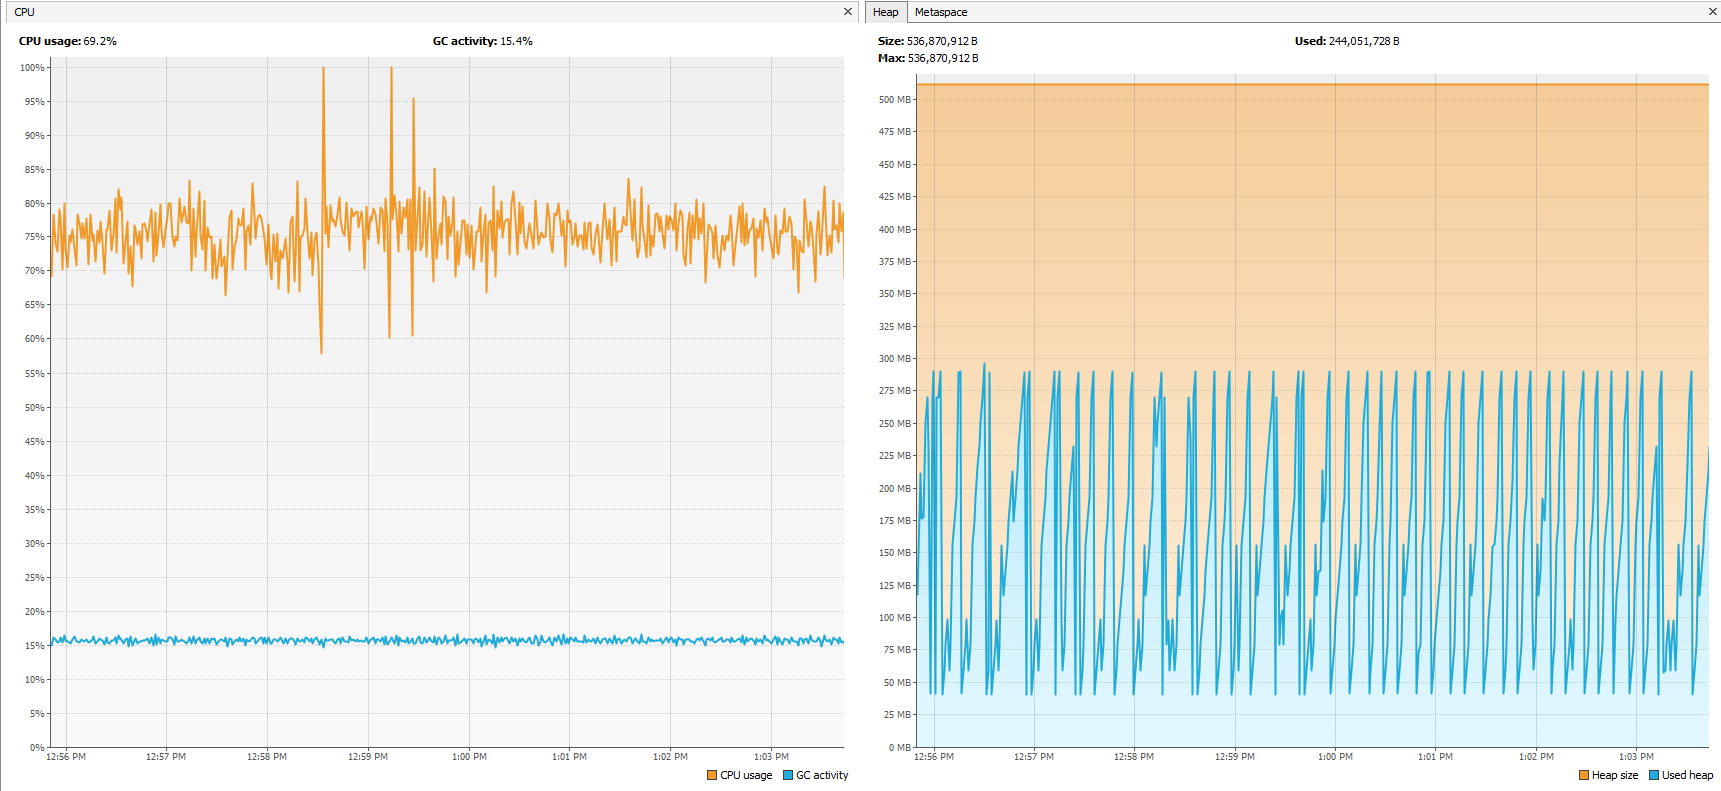 CPU
CPU usage: 69.2%
GC activity: 15.4%
100%
95%
90%
85%
80%
75%
70%
65%
60%
55%
50%
45%
40%
35%
30%
25%
20%
15%
10%
5%
0%
12:56 PM 12:57 PM 12:58 PM 12:59 PM 1:00 PM 1:01 PM 1:02 PM 1:03 PM
CPU usage GC activity
Heap Metaspace
Size: 536,870,912 B
Used: 244,051,728 B
Max: 536,870,912 B
500 MB
475 MB
450 MB
425 MB
400 MB
375 MB
350 MB
325 MB
300 MB
275 MB
250 MB
225 MB
200 MB
175 MB
150 MB
125 MB
100 MB
75 MB
50 MB
25 MB
0 MB
12:56 PM 12:57 PM 12:58 PM 12:59 PM 1:00 PM 1:01 PM 1:02 PM 1:03 PM
Heap size Used heap